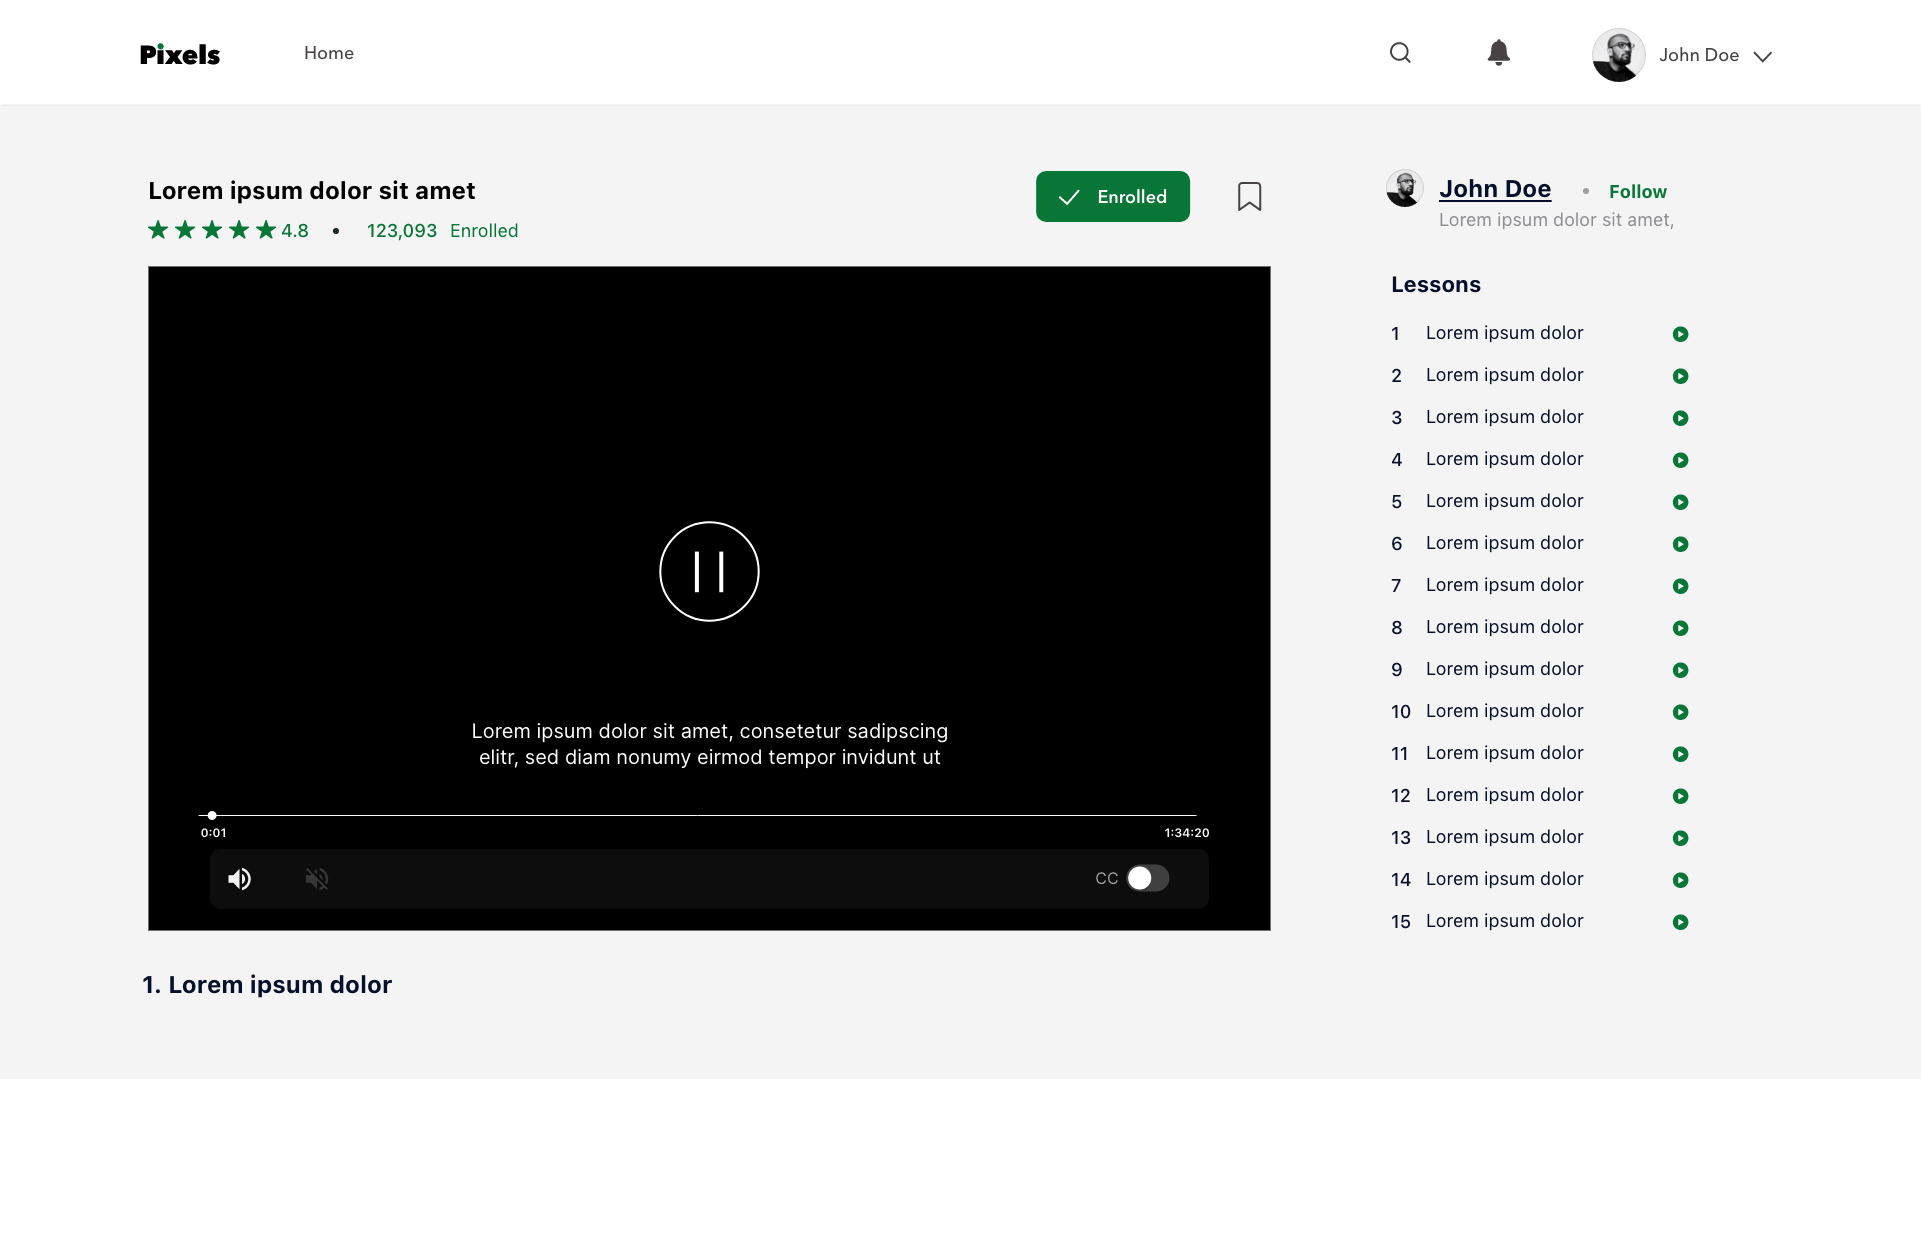 Pixels
Home
John Doe
Lorem ipsum dolor sit amet
4.8 • 123,093 Enrolled
Enrolled
John Doe • Follow
Lorem ipsum dolor sit amet,
Lorem ipsum dolor sit amet, consetetur sadipscing
elitr, sed diam nonumy eirmod tempor invidunt ut
0:01
1:34:20
CC
1. Lorem ipsum dolor
Lessons
1 Lorem ipsum dolor
2 Lorem ipsum dolor
3 Lorem ipsum dolor
4 Lorem ipsum dolor
5 Lorem ipsum dolor
6 Lorem ipsum dolor
7 Lorem ipsum dolor
8 Lorem ipsum dolor
9 Lorem ipsum dolor
10 Lorem ipsum dolor
11 Lorem ipsum dolor
12 Lorem ipsum dolor
13 Lorem ipsum dolor
14 Lorem ipsum dolor
15 Lorem ipsum dolor